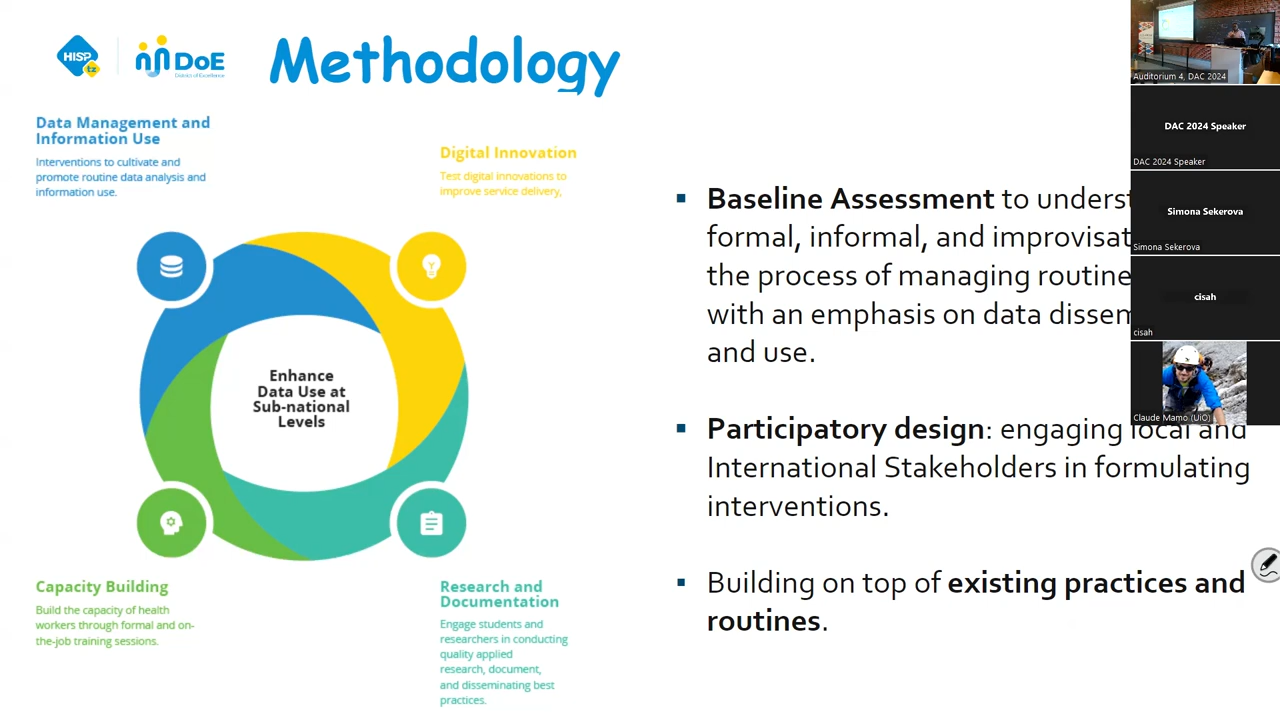 HISP
tz
DoE
District of Excellence
Methodology
Data Management and
Information Use
Interventions to cultivate and
promote routine data analysis and
information use.
Digital Innovation
Test digital innovations to
improve service delivery,
Enhance
Data Use at
Sub-national
Levels
Capacity Building
Build the capacity of health
workers through formal and on-
the-job training sessions.
Research and
Documentation
Engage students and
researchers in conducting
quality applied
research, document,
and disseminating best
practices.
▪ Baseline Assessment to underst
formal, informal, and improvisat
the process of managing routine
with an emphasis on data dissem
and use.
▪ Participatory design: engaging local and
International Stakeholders in formulating
interventions.
▪ Building on top of existing practices and
routines.
Auditorium 4, DAC 2024
DAC 2024 Speaker
DAC 2024 Speaker
Simona Sekerova
Simona Sekerova
cisah
cisah
Claude Mamo (UiO)